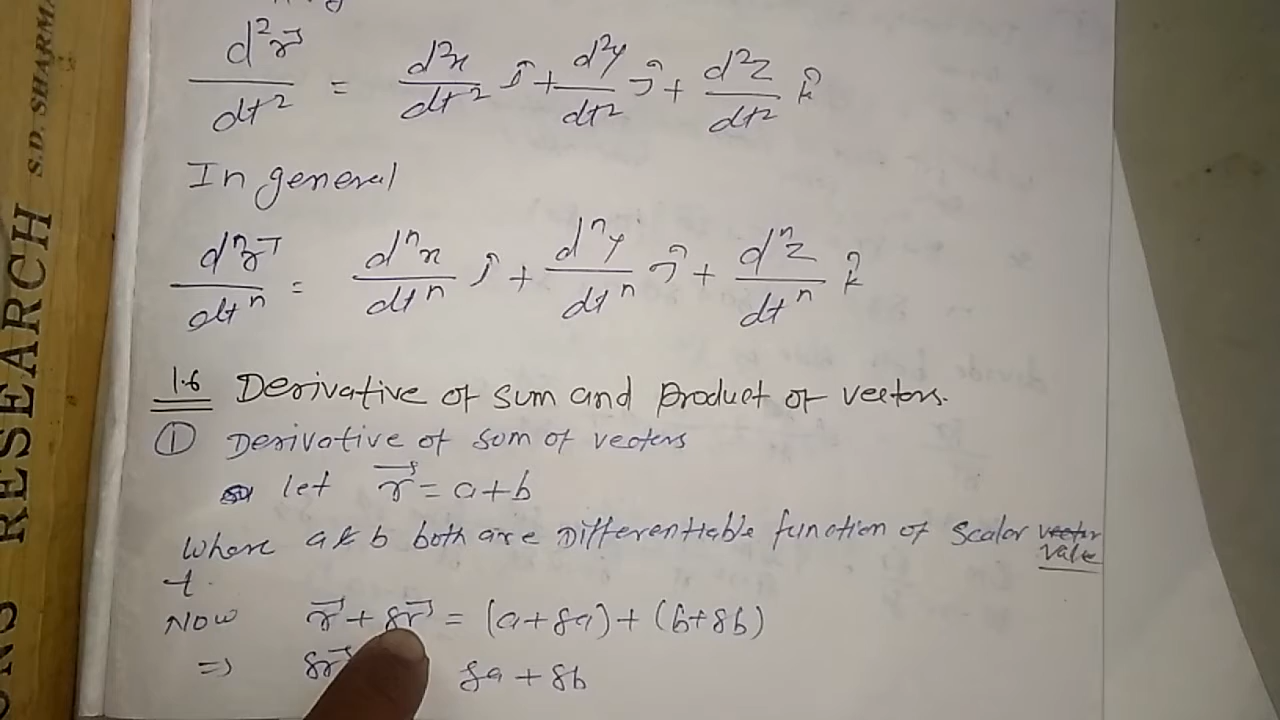 d²r⃗/dt² = d²x/dt² î + d²y/dt² ĵ + d²z/dt² k̂
In general
dⁿr⃗/dtⁿ = dⁿx/dtⁿ î + dⁿy/dtⁿ ĵ + dⁿz/dtⁿ k̂
1.6 Derivative of sum and product of vectors.
① Derivative of sum of vectors
let r⃗ = a+b
Where a & b both are Differentiable function of Scalar vector value
t.
Now r⃗ + δr⃗ = (a+δa) + (b+δb)
⇒ δr⃗ δa + δb
S.D. SHARMA
RESEARCH
ONS